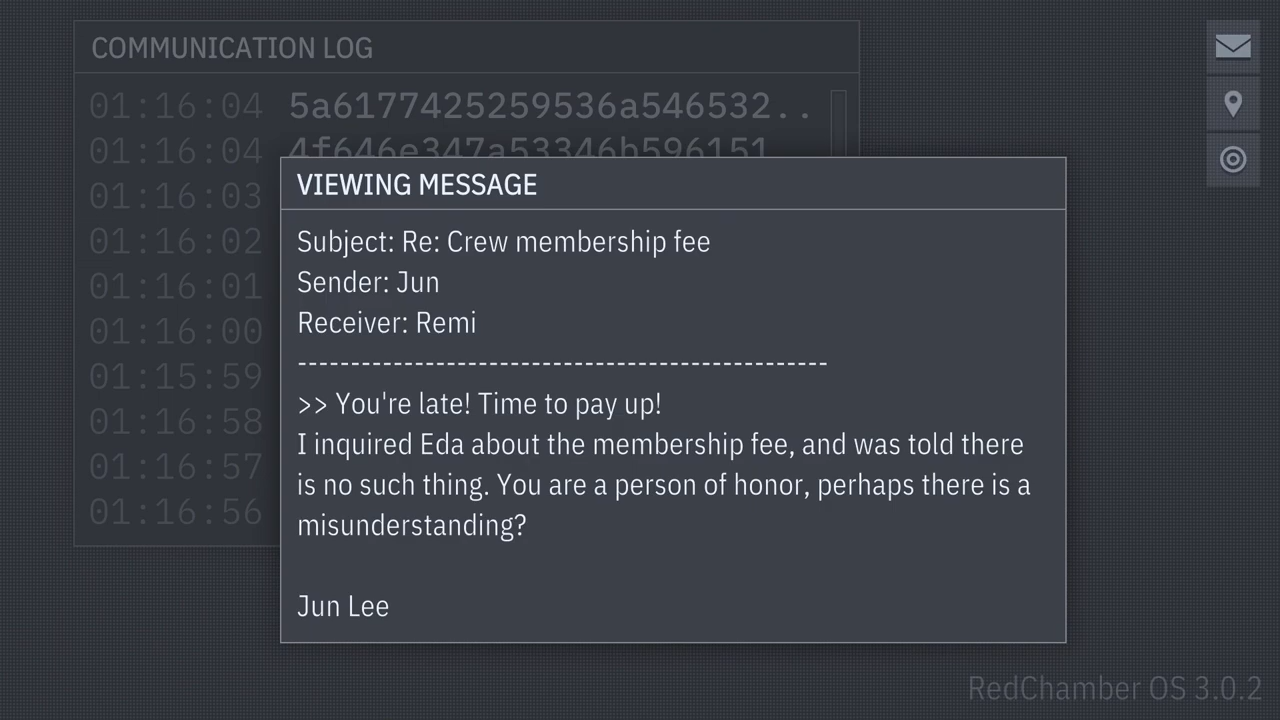 COMMUNICATION LOG
01:16:04 5a6177425259536a546532..
01:16:04 4f646e347a53346b596151
01:16:03
01:16:02
01:16:01
01:16:00
01:15:59
01:16:58
01:16:57
01:16:56
VIEWING MESSAGE
Subject: Re: Crew membership fee
Sender: Jun
Receiver: Remi
-------------------------------------------------
>> You're late! Time to pay up!
I inquired Eda about the membership fee, and was told there
is no such thing. You are a person of honor, perhaps there is a
misunderstanding?
Jun Lee
RedChamber OS 3.0.2